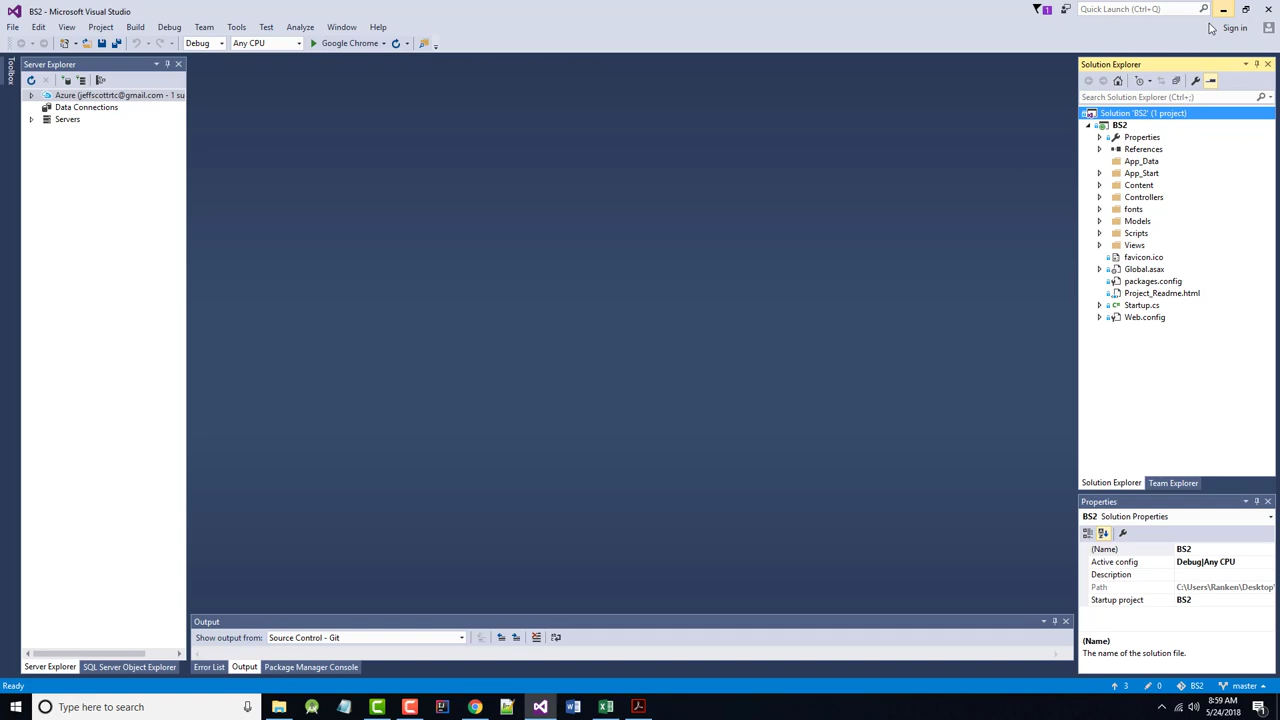 BS2 - Microsoft Visual Studio
1
Quick Launch (Ctrl+Q)
File Edit View Project Build Debug Team Tools Test Analyze Window Help
Sign in
Debug Any CPU Google Chrome
Toolbox
Server Explorer
Azure (jeffscottrtc@gmail.com - 1 su
Data Connections
Servers
Server Explorer SQL Server Object Explorer
Output
Show output from: Source Control - Git
Error List Output Package Manager Console
Solution Explorer
Search Solution Explorer (Ctrl+;)
Solution 'BS2' (1 project)
BS2
Properties
References
App_Data
App_Start
Content
Controllers
fonts
Models
Scripts
Views
favicon.ico
Global.asax
packages.config
Project_Readme.html
Startup.cs
Web.config
Solution Explorer Team Explorer
Properties
BS2 Solution Properties
(Name) BS2
Active config Debug|Any CPU
Description
Path C:\Users\Ranken\Desktop\
Startup project BS2
(Name)
The name of the solution file.
Ready
3 0 BS2 master
Type here to search
8:59 AM
5/24/2018
1